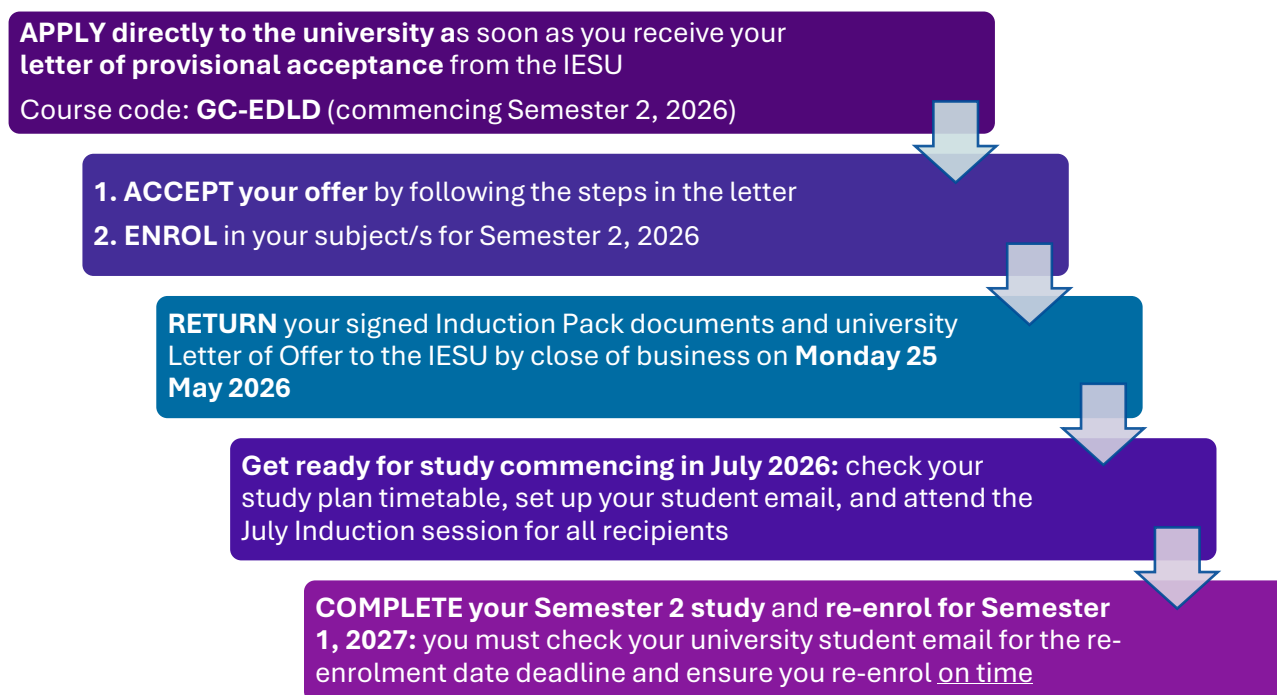 APPLY directly to the university as soon as you receive your
letter of provisional acceptance from the IESU
Course code: GC-EDLD (commencing Semester 2, 2026)
1. ACCEPT your offer by following the steps in the letter
2. ENROL in your subject/s for Semester 2, 2026
RETURN your signed Induction Pack documents and university
Letter of Offer to the IESU by close of business on Monday 25
May 2026
Get ready for study commencing in July 2026: check your
study plan timetable, set up your student email, and attend the
July Induction session for all recipients
COMPLETE your Semester 2 study and re-enrol for Semester
1, 2027: you must check your university student email for the re-
enrolment date deadline and ensure you re-enrol on time